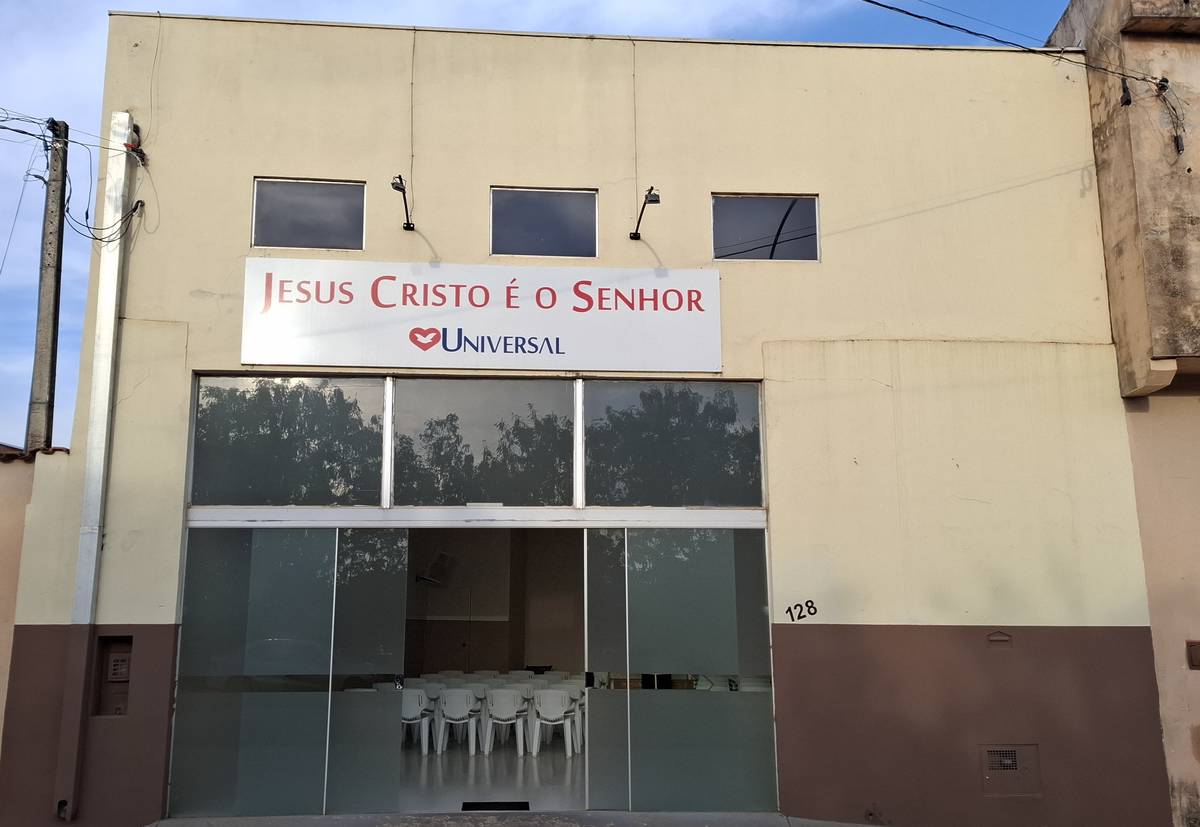 JESUS CRISTO É O SENHOR
UNIVERSAL
128